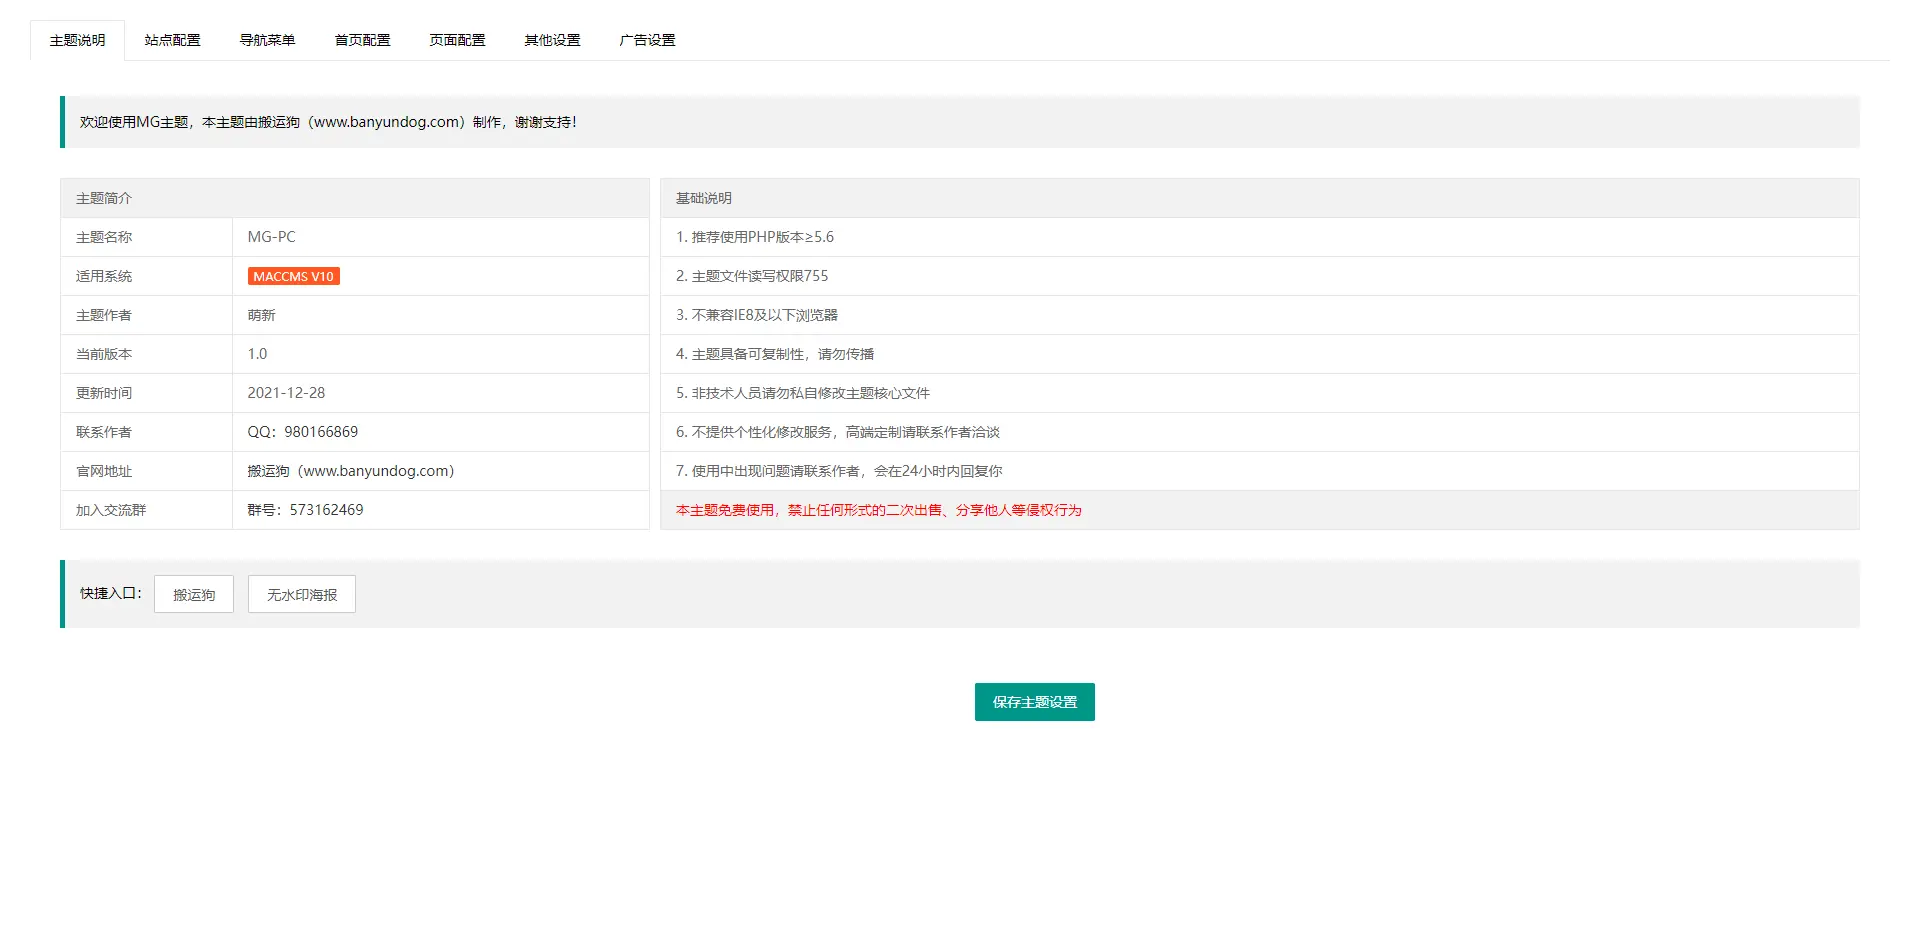 主题说明 站点配置 导航菜单 首页配置 页面配置 其他设置 广告设置
欢迎使用MG主题，本主题由搬运狗（www.banyundog.com）制作，谢谢支持！
主题简介
主题名称 MG-PC
适用系统 MACCMS V10
主题作者 萌新
当前版本 1.0
更新时间 2021-12-28
联系作者 QQ：980166869
官网地址 搬运狗（www.banyundog.com）
加入交流群 群号：573162469
基础说明
1. 推荐使用PHP版本≥5.6
2. 主题文件读写权限755
3. 不兼容IE8及以下浏览器
4. 主题具备可复制性，请勿传播
5. 非技术人员请勿私自修改主题核心文件
6. 不提供个性化修改服务，高端定制请联系作者洽谈
7. 使用中出现问题请联系作者，会在24小时内回复你
本主题免费使用，禁止任何形式的二次出售、分享他人等侵权行为
快捷入口： 搬运狗 无水印海报
保存主题设置